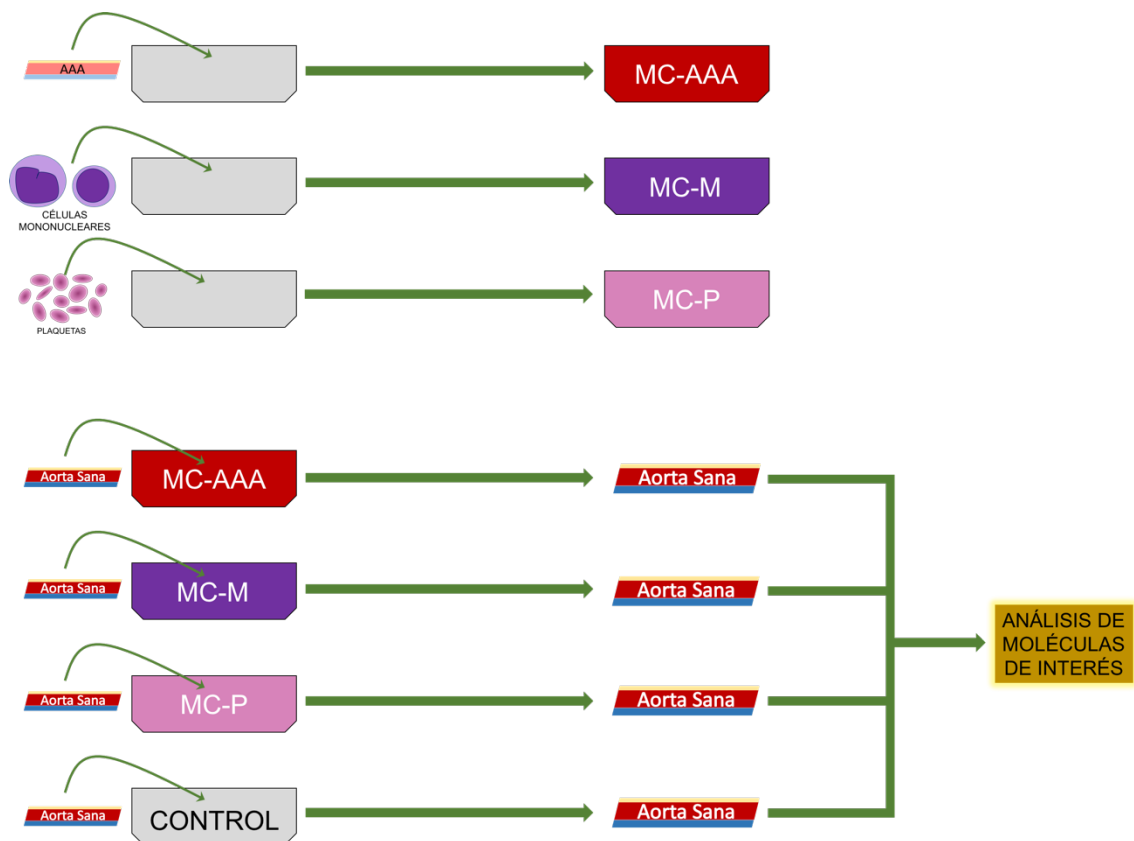 AAA
MC-AAA
CÉLULAS
MONONUCLEARES
MC-M
PLAQUETAS
MC-P
Aorta Sana
MC-AAA
Aorta Sana
Aorta Sana
MC-M
Aorta Sana
Aorta Sana
MC-P
Aorta Sana
Aorta Sana
CONTROL
Aorta Sana
ANÁLISIS DE
MOLÉCULAS
DE INTERÉS